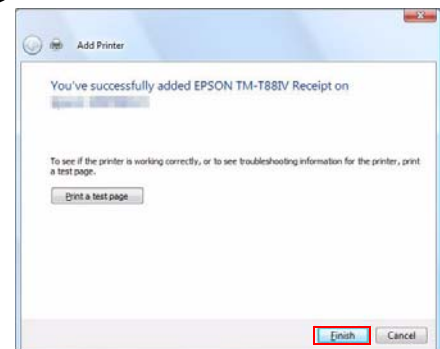 Add Printer
You've successfully added EPSON TM-T88IV Receipt on
To see if the printer is working correctly, or to see troubleshooting information for the printer, print
a test page.
Print a test page
Finish Cancel